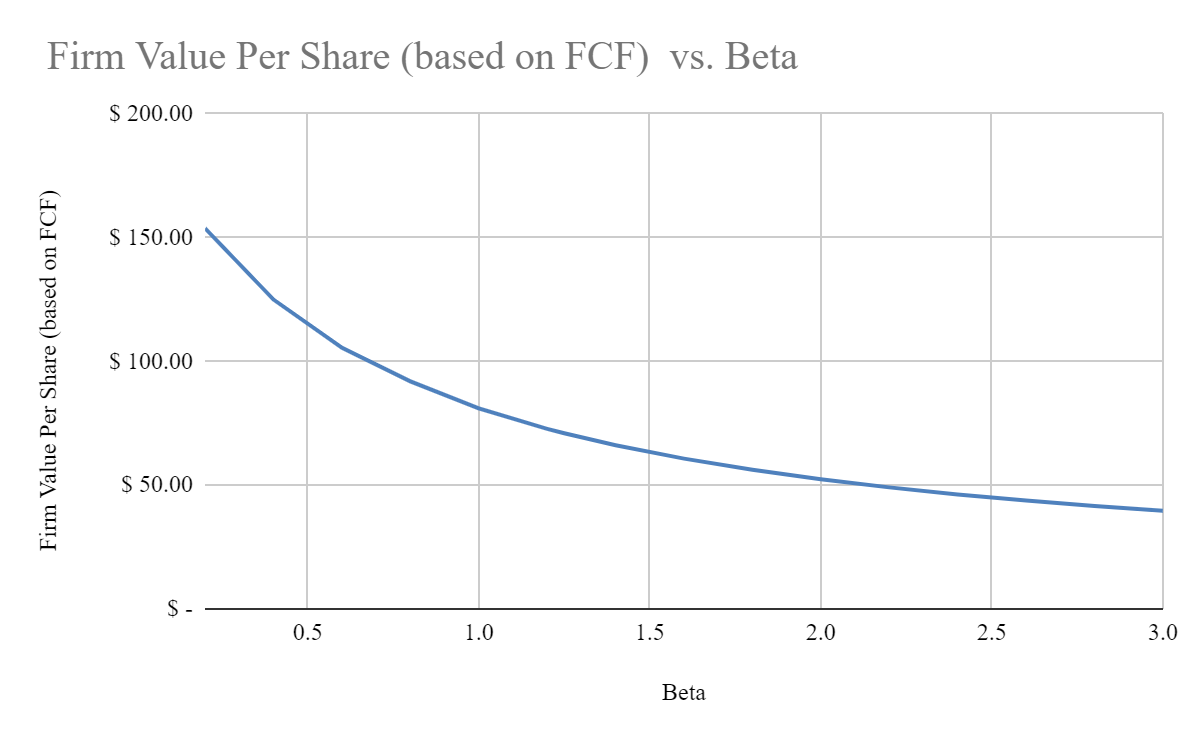 Firm Value Per Share (based on FCF)  vs. Beta
Firm Value Per Share (based on FCF)
$ 200.00
$ 150.00
$ 100.00
$ 50.00
$ -
0.5 1.0 1.5 2.0 2.5 3.0
Beta